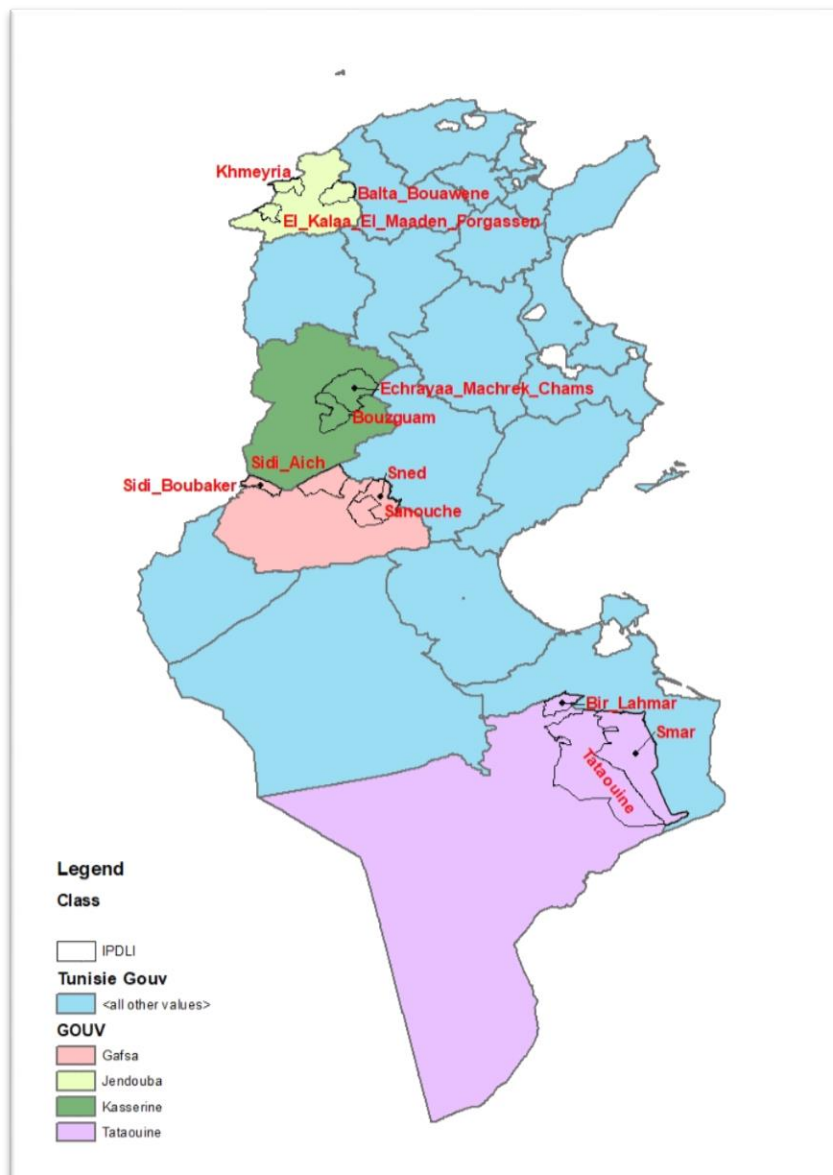 Khmeyria
Balta_Bouawene
El_Kalaa_El_Maaden_Forgassen
Echrayaa_Machrek_Chams
Bouzguam
Sidi_Aich
Sned
Sidi_Boubaker
Sanouche
Bir_Lahmar
Smar
Tataouine
Legend
Class
IPDLI
Tunisie Gouv
<all other values>
GOUV
Gafsa
Jendouba
Kasserine
Tataouine